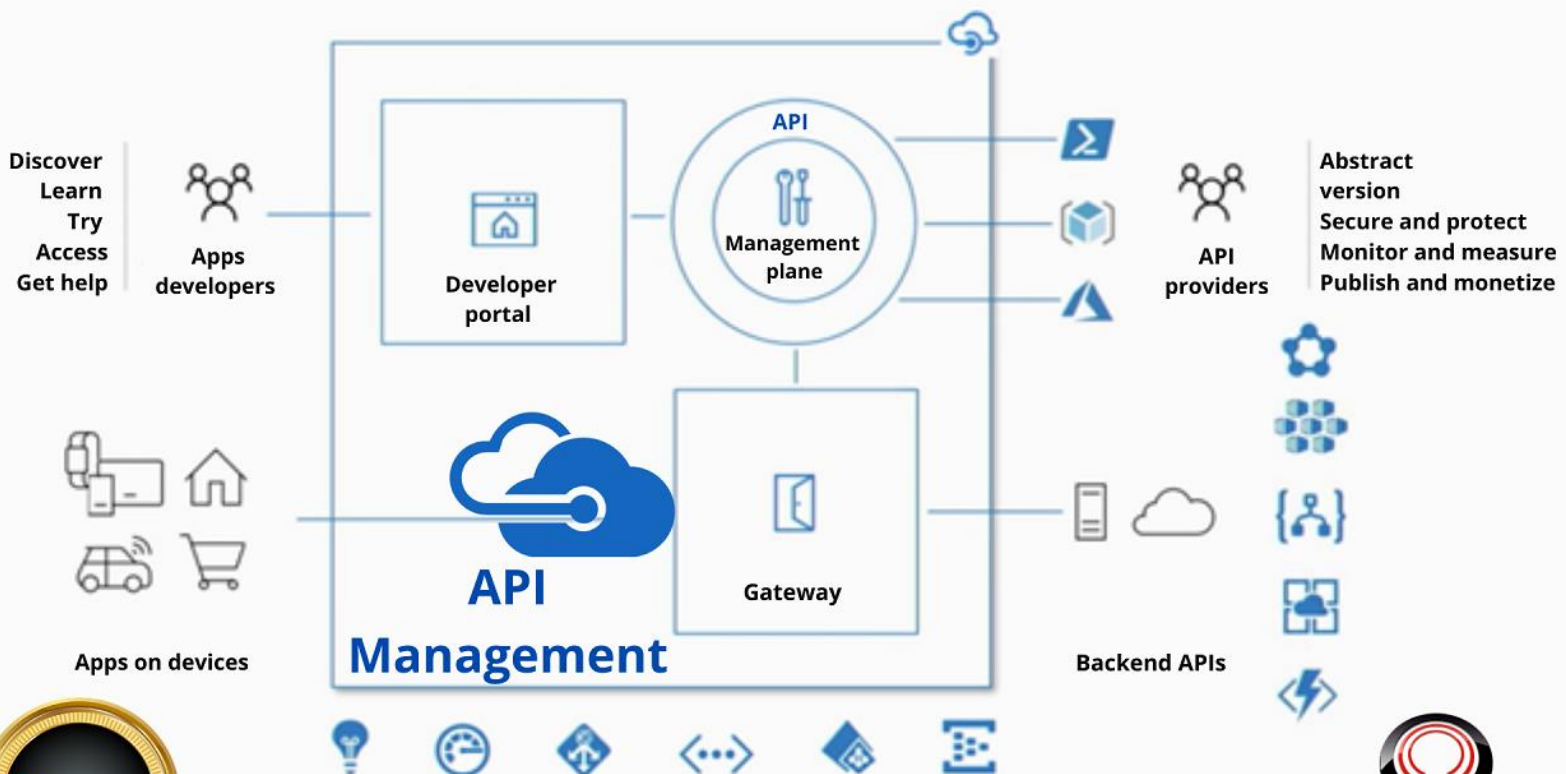 Discover
Learn
Try
Access
Get help
Apps
developers
Developer
portal
API
Management
plane
API
providers
Abstract
version
Secure and protect
Monitor and measure
Publish and monetize
API
Management
Gateway
Apps on devices
Backend APIs